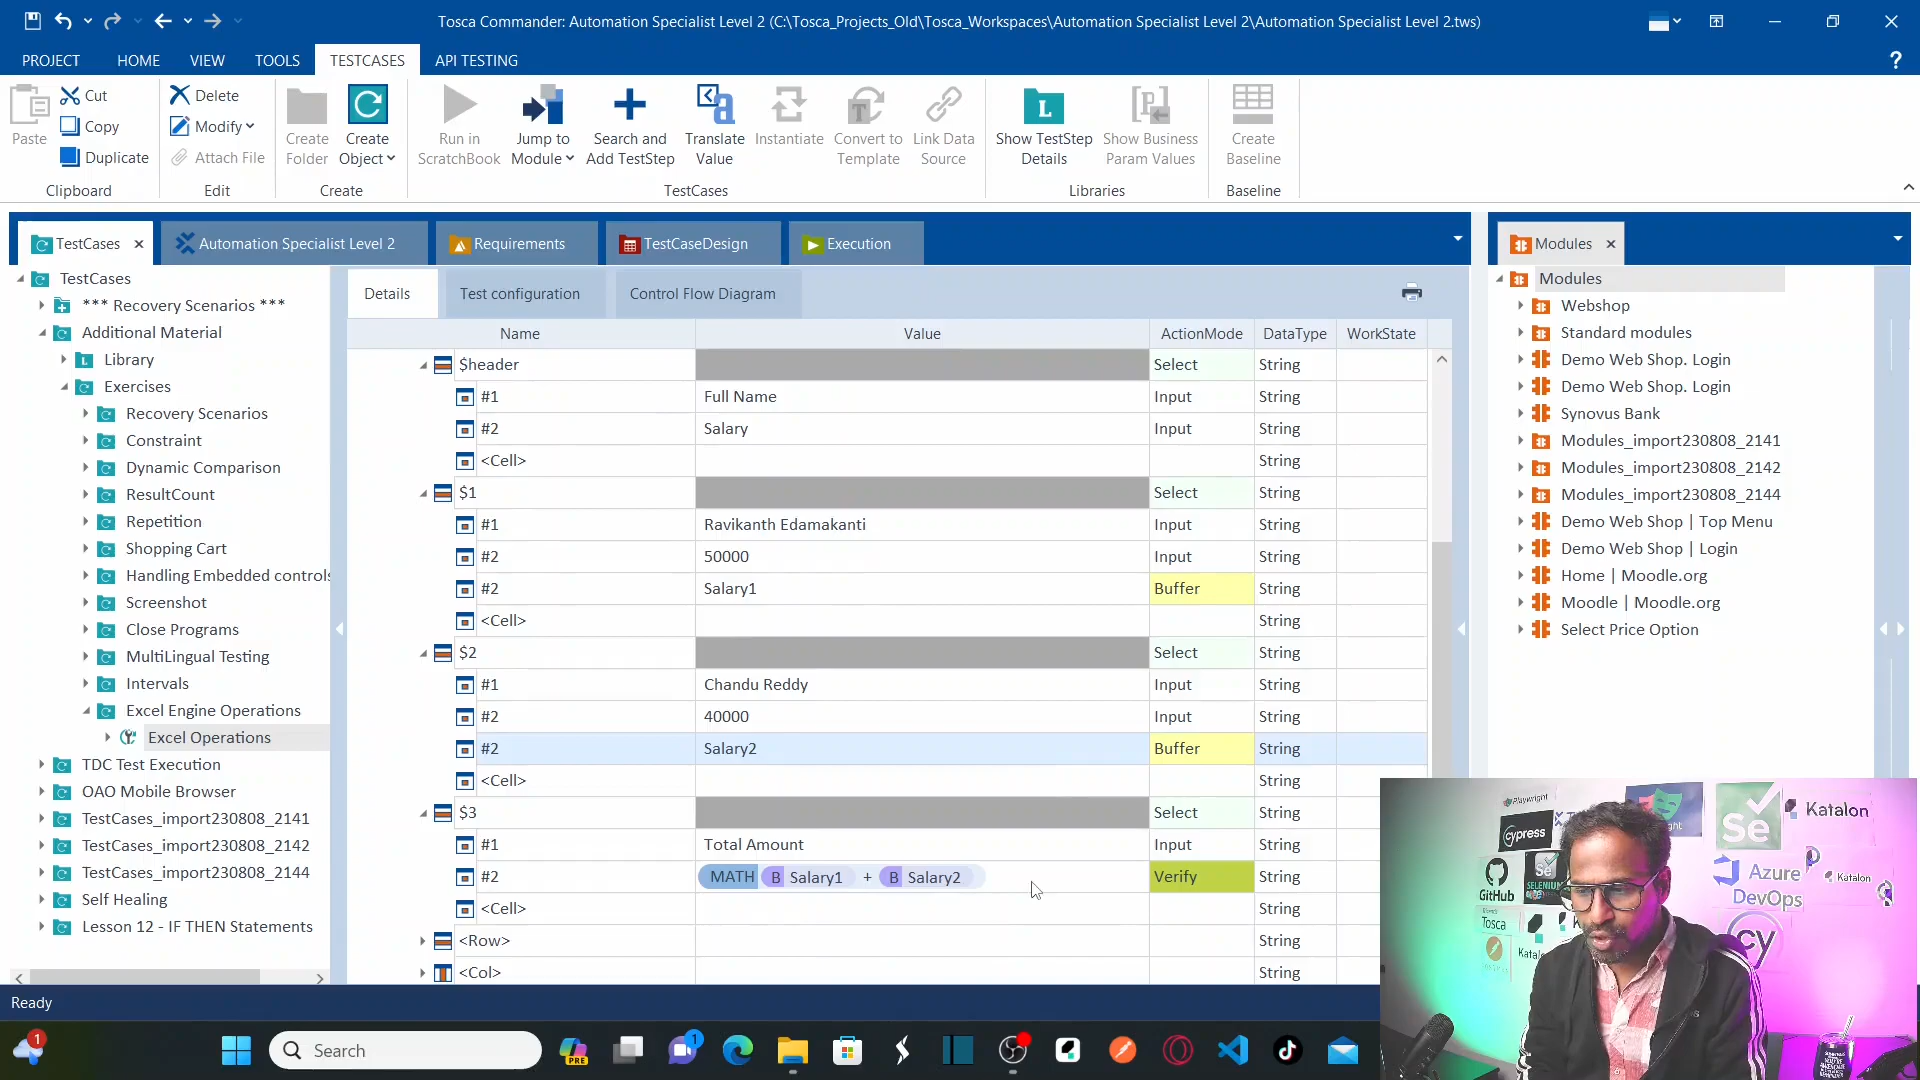 Tosca Commander: Automation Specialist Level 2 (C:\Tosca_Projects_Old\Tosca_Workspaces\Automation Specialist Level 2\Automation Specialist Level 2.tws)
PROJECT HOME VIEW TOOLS TESTCASES API TESTING ?
Paste
Cut
Copy
Duplicate
Clipboard
Delete
Modify
Attach File
Edit
Create Folder
Create Object
Create
Run in ScratchBook
Jump to Module
Search and Add TestStep
Translate Value
Instantiate
Convert to Template
Link Data Source
TestCases
Show TestStep Details
Show Business Param Values
Libraries
Create Baseline
Baseline
TestCases Automation Specialist Level 2 Requirements TestCaseDesign Execution
TestCases
*** Recovery Scenarios ***
Additional Material
Library
Exercises
Recovery Scenarios
Constraint
Dynamic Comparison
ResultCount
Repetition
Shopping Cart
Handling Embedded controls
Screenshot
Close Programs
MultiLingual Testing
Intervals
Excel Engine Operations
Excel Operations
TDC Test Execution
OAO Mobile Browser
TestCases_import230808_2141
TestCases_import230808_2142
TestCases_import230808_2144
Self Healing
Lesson 12 - IF THEN Statements
Details Test configuration Control Flow Diagram
Name Value ActionMode DataType WorkState
$header Select String
#1 Full Name Input String
#2 Salary Input String
<Cell> String
$1 Select String
#1 Ravikanth Edamakanti Input String
#2 50000 Input String
#2 Salary1 Buffer String
<Cell> String
$2 Select String
#1 Chandu Reddy Input String
#2 40000 Input String
#2 Salary2 Buffer String
<Cell> String
$3 Select String
#1 Total Amount Input String
#2 MATH B Salary1 + B Salary2 Verify String
<Cell> String
<Row> String
<Col> String
Modules
Modules
Webshop
Standard modules
Demo Web Shop. Login
Demo Web Shop. Login
Synovus Bank
Modules_import230808_2141
Modules_import230808_2142
Modules_import230808_2144
Demo Web Shop | Top Menu
Demo Web Shop | Login
Home | Moodle.org
Moodle | Moodle.org
Select Price Option
Playwright
cypress
Se
Katalon
GitHub
Se
SELENIUM
Azure DevOps
Katalon
Tosca
cy
Ready
1
Search
PRE
1